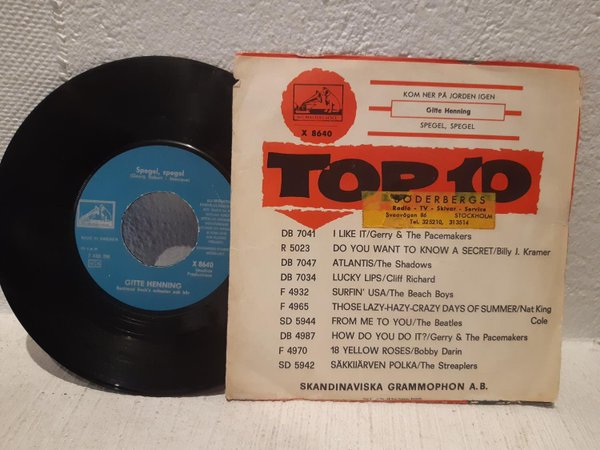 Spegel, spegel
MADE IN SWEDEN
X 8640
GITTE HENNING
KOM NER PÅ JORDEN IGEN
Gitte Henning
SPEGEL, SPEGEL
X 8640
TOP 10
SÖDERBERGS
Radio - TV - Skivor - Service
Svanvägen 86 STOCKHOLM
Tel. 325210, 313514
DB 7041 I LIKE IT/Gerry & The Pacemakers
R 5023 DO YOU WANT TO KNOW A SECRET/Billy J. Kramer
DB 7047 ATLANTIS/The Shadows
DB 7034 LUCKY LIPS/Cliff Richard
F 4932 SURFIN' USA/The Beach Boys
F 4965 THOSE LAZY-HAZY-CRAZY DAYS OF SUMMER/Nat King
Cole
SD 5944 FROM ME TO YOU/The Beatles
DB 4987 HOW DO YOU DO IT?/Gerry & The Pacemakers
F 4970 18 YELLOW ROSES/Bobby Darin
SD 5942 SÄKKIJÄRVEN POLKA/The Streaplers
SKANDINAVISKA GRAMMOPHON A.B.